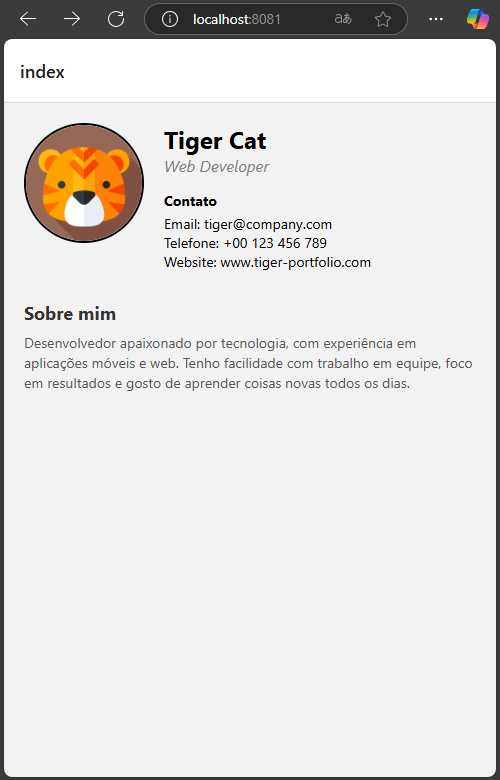 localhost:8081
aあ
index
Tiger Cat
Web Developer
Contato
Email: tiger@company.com
Telefone: +00 123 456 789
Website: www.tiger-portfolio.com
Sobre mim
Desenvolvedor apaixonado por tecnologia, com experiência em
aplicações móveis e web. Tenho facilidade com trabalho em equipe, foco
em resultados e gosto de aprender coisas novas todos os dias.